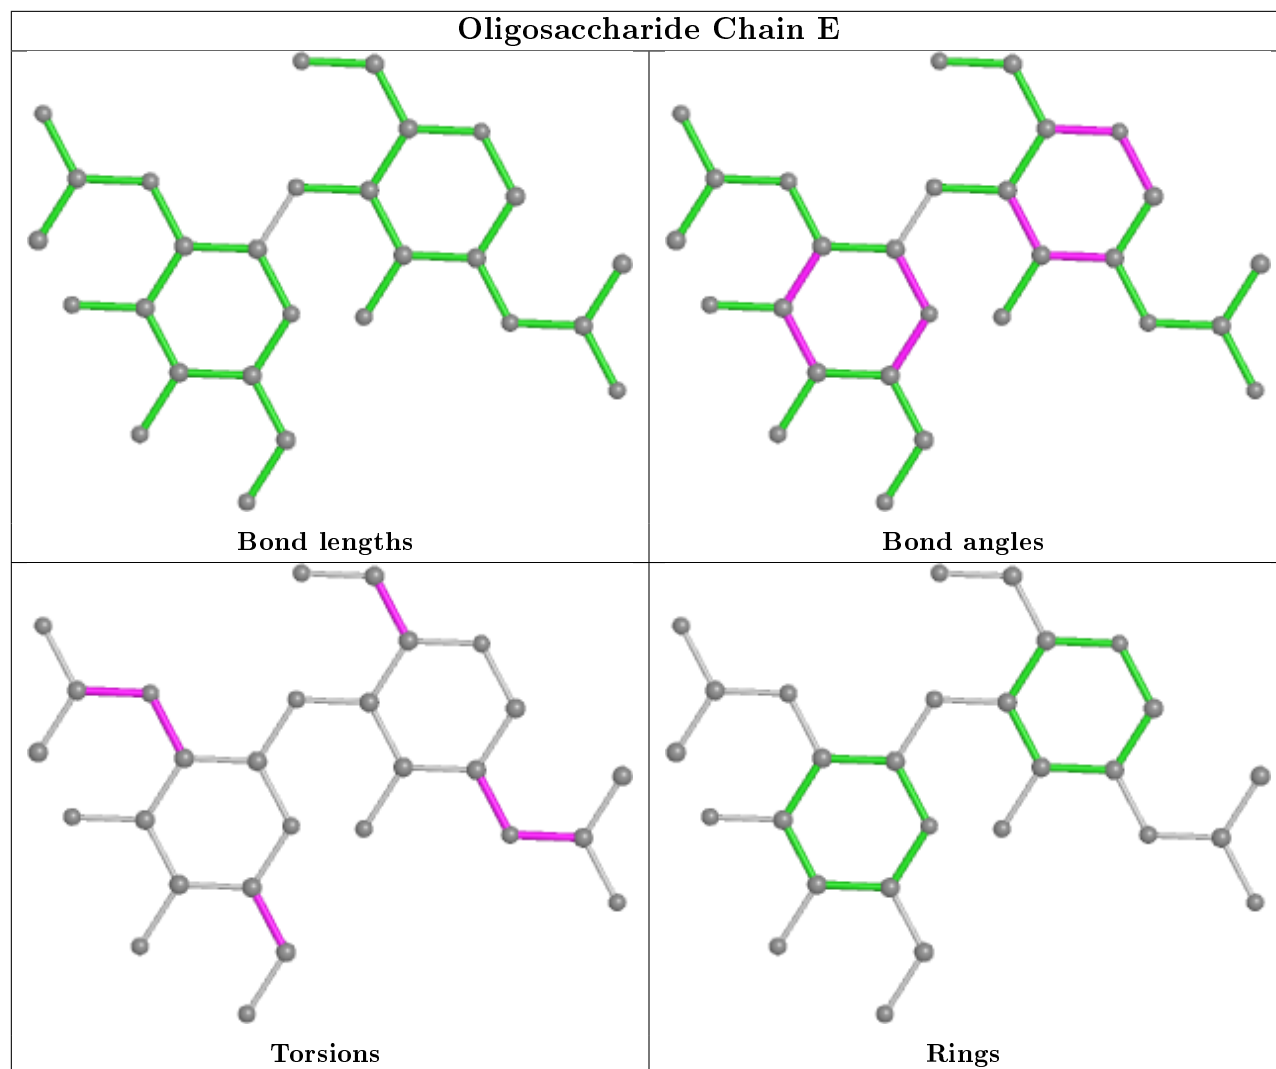 Oligosaccharide Chain E
Bond lengths
Bond angles
Torsions
Rings